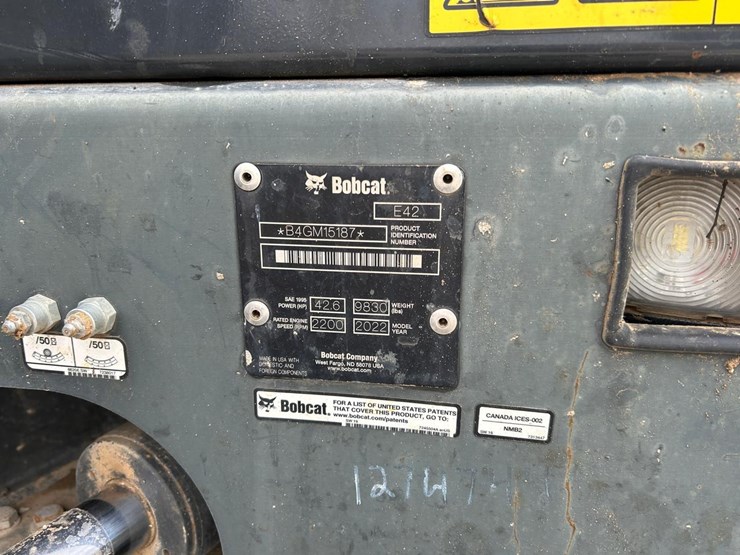 Bobcat.
E42
*B4GM15187*
PRODUCT IDENTIFICATION NUMBER
SAE 1995 POWER (HP) 42.6 9830 WEIGHT (lbs)
RATED ENGINE SPEED (RPM) 2200 2022 MODEL YEAR
MADE IN USA WITH DOMESTIC AND FOREIGN COMPONENTS
Bobcat Company
West Fargo, ND 58078 USA
www.bobcat.com
/50B /50B
Bobcat.
FOR A LIST OF UNITED STATES PATENTS
THAT COVER THIS PRODUCT, GO TO:
www.bobcat.com/patents
CANADA ICES-002
NMB2